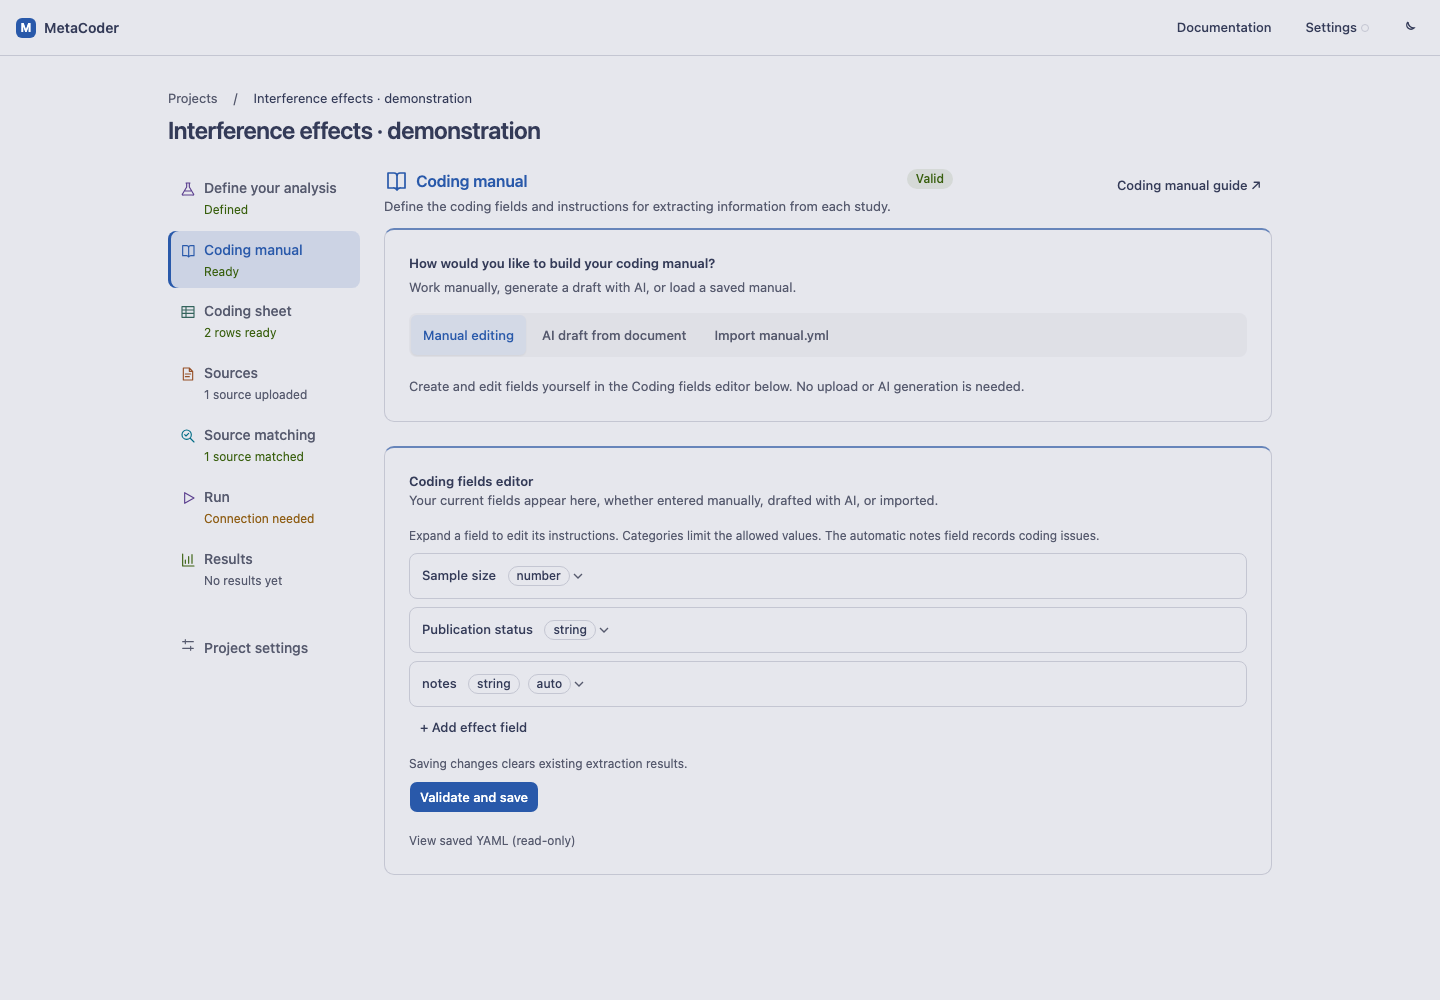 M MetaCoder
Documentation
Settings
Projects / Interference effects · demonstration
Interference effects · demonstration
Define your analysis
Defined
Coding manual
Ready
Coding sheet
2 rows ready
Sources
1 source uploaded
Source matching
1 source matched
Run
Connection needed
Results
No results yet
Project settings
Coding manual
Valid
Coding manual guide ↗
Define the coding fields and instructions for extracting information from each study.
How would you like to build your coding manual?
Work manually, generate a draft with AI, or load a saved manual.
Manual editing
AI draft from document
Import manual.yml
Create and edit fields yourself in the Coding fields editor below. No upload or AI generation is needed.
Coding fields editor
Your current fields appear here, whether entered manually, drafted with AI, or imported.
Expand a field to edit its instructions. Categories limit the allowed values. The automatic notes field records coding issues.
Sample size number
Publication status string
notes string auto
+ Add effect field
Saving changes clears existing extraction results.
Validate and save
View saved YAML (read-only)